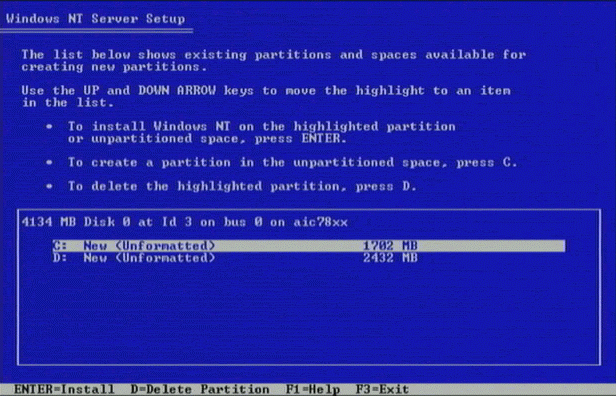 Windows NT Server Setup
The list below shows existing partitions and spaces available for
creating new partitions.
Use the UP and DOWN ARROW keys to move the highlight to an item
in the list.
• To install Windows NT on the highlighted partition
or unpartitioned space, press ENTER.
• To create a partition in the unpartitioned space, press C.
• To delete the highlighted partition, press D.
4134 MB Disk 0 at Id 3 on bus 0 on aic78xx
C: New (Unformatted) 1702 MB
D: New (Unformatted) 2432 MB
ENTER=Install D=Delete Partition F1=Help F3=Exit